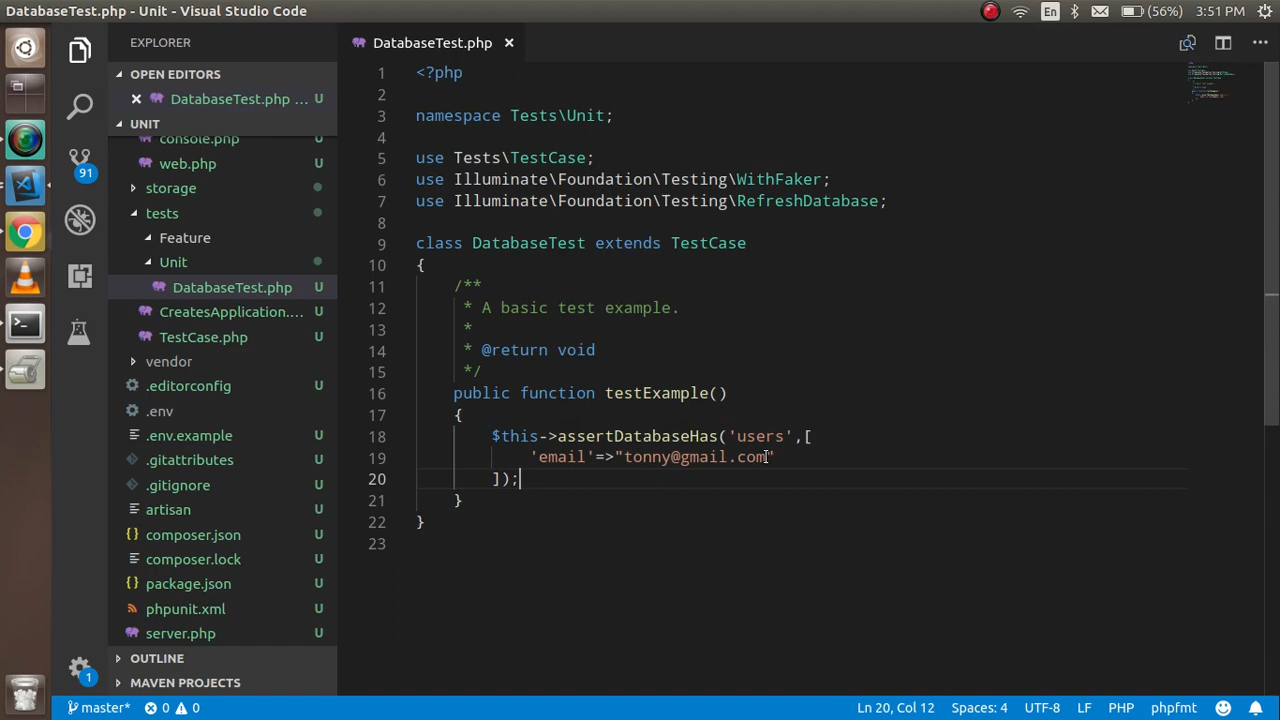 DatabaseTest.php - Unit - Visual Studio Code
En
(56%)
3:51 PM
EXPLORER
OPEN EDITORS
DatabaseTest.php ... U
UNIT
console.php U
web.php U
storage
tests
Feature
Unit
DatabaseTest.php U
CreatesApplication.... U
TestCase.php U
vendor
.editorconfig U
.env
.env.example U
.gitattributes U
.gitignore U
artisan U
composer.json U
composer.lock U
package.json U
phpunit.xml U
server.php U
OUTLINE
MAVEN PROJECTS
91
1
DatabaseTest.php
1 <?php
2
3 namespace Tests\Unit;
4
5 use Tests\TestCase;
6 use Illuminate\Foundation\Testing\WithFaker;
7 use Illuminate\Foundation\Testing\RefreshDatabase;
8
9 class DatabaseTest extends TestCase
10 {
11 /**
12 * A basic test example.
13 *
14 * @return void
15 */
16 public function testExample()
17 {
18 $this->assertDatabaseHas('users',[
19 'email'=>"tonny@gmail.com"
20 ]);
21 }
22 }
23
master* 0 0
Ln 20, Col 12 Spaces: 4 UTF-8 LF PHP phpfmt